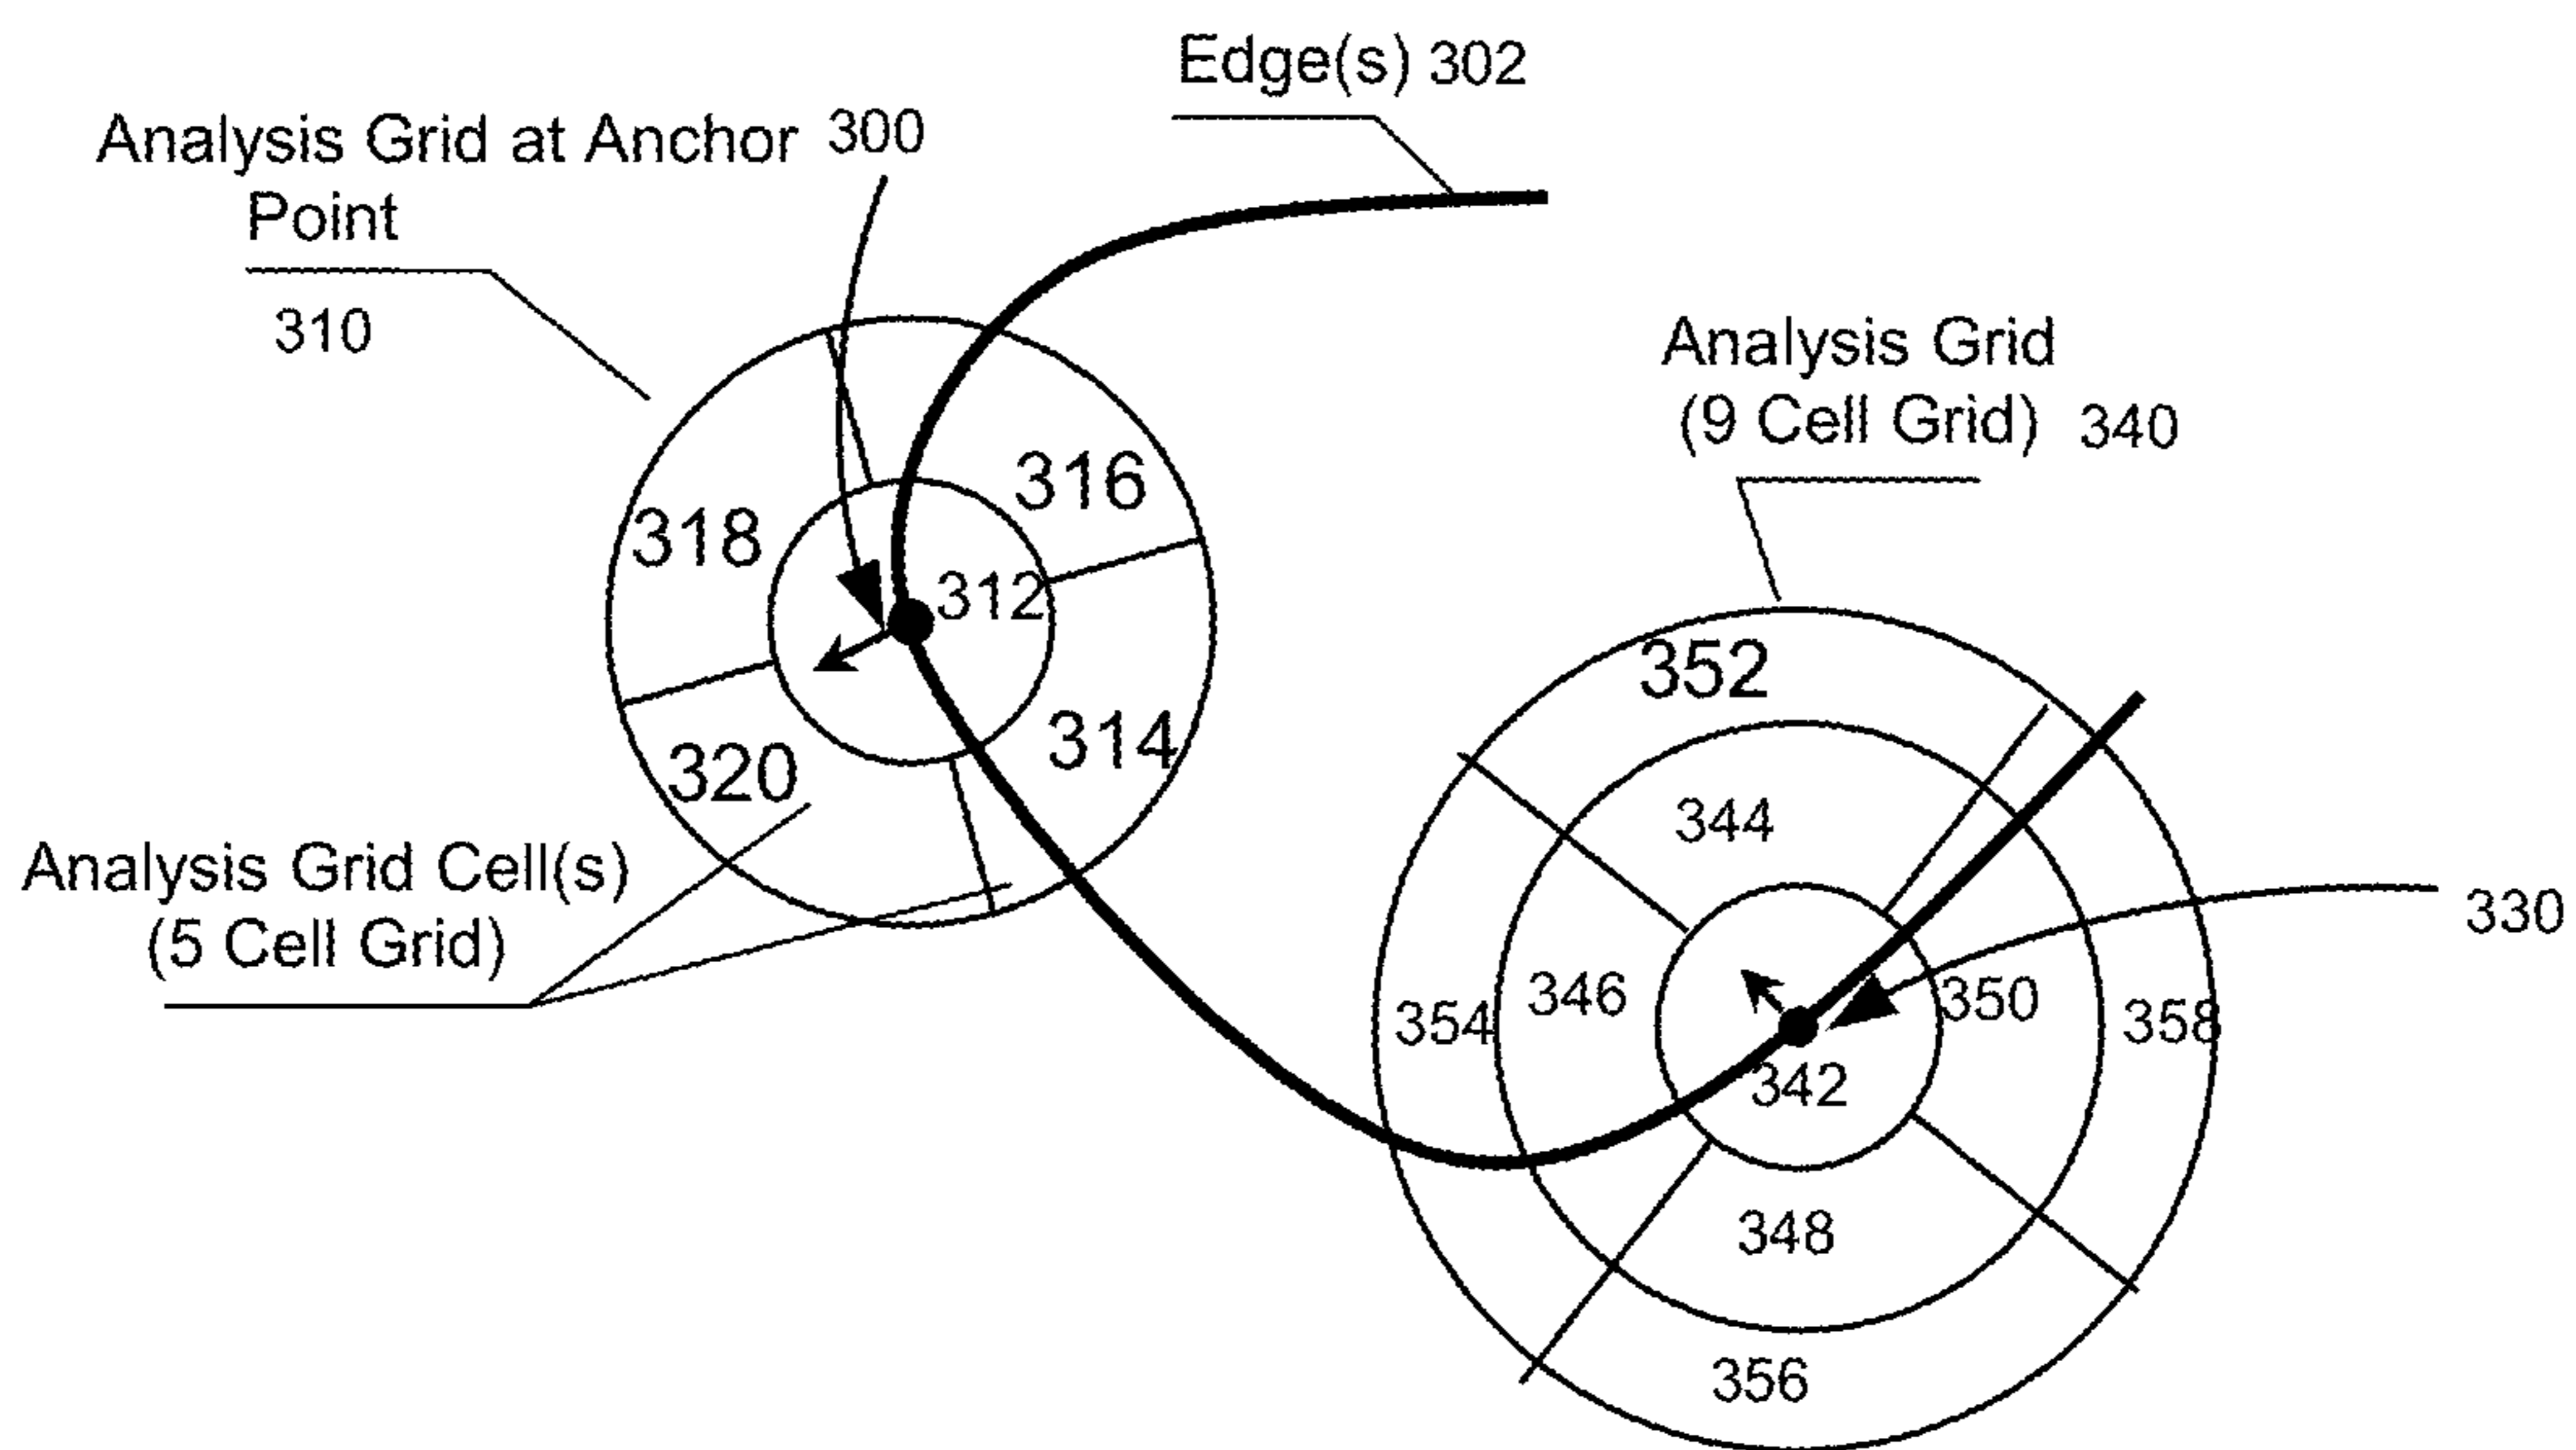 Edge(s) 302
Analysis Grid at Anchor 300
Point
310
Analysis Grid
(9 Cell Grid) 340
316
318
312
352
314
320
344
Analysis Grid Cell(s)
(5 Cell Grid)
330
346
350
354
358
342
348
356